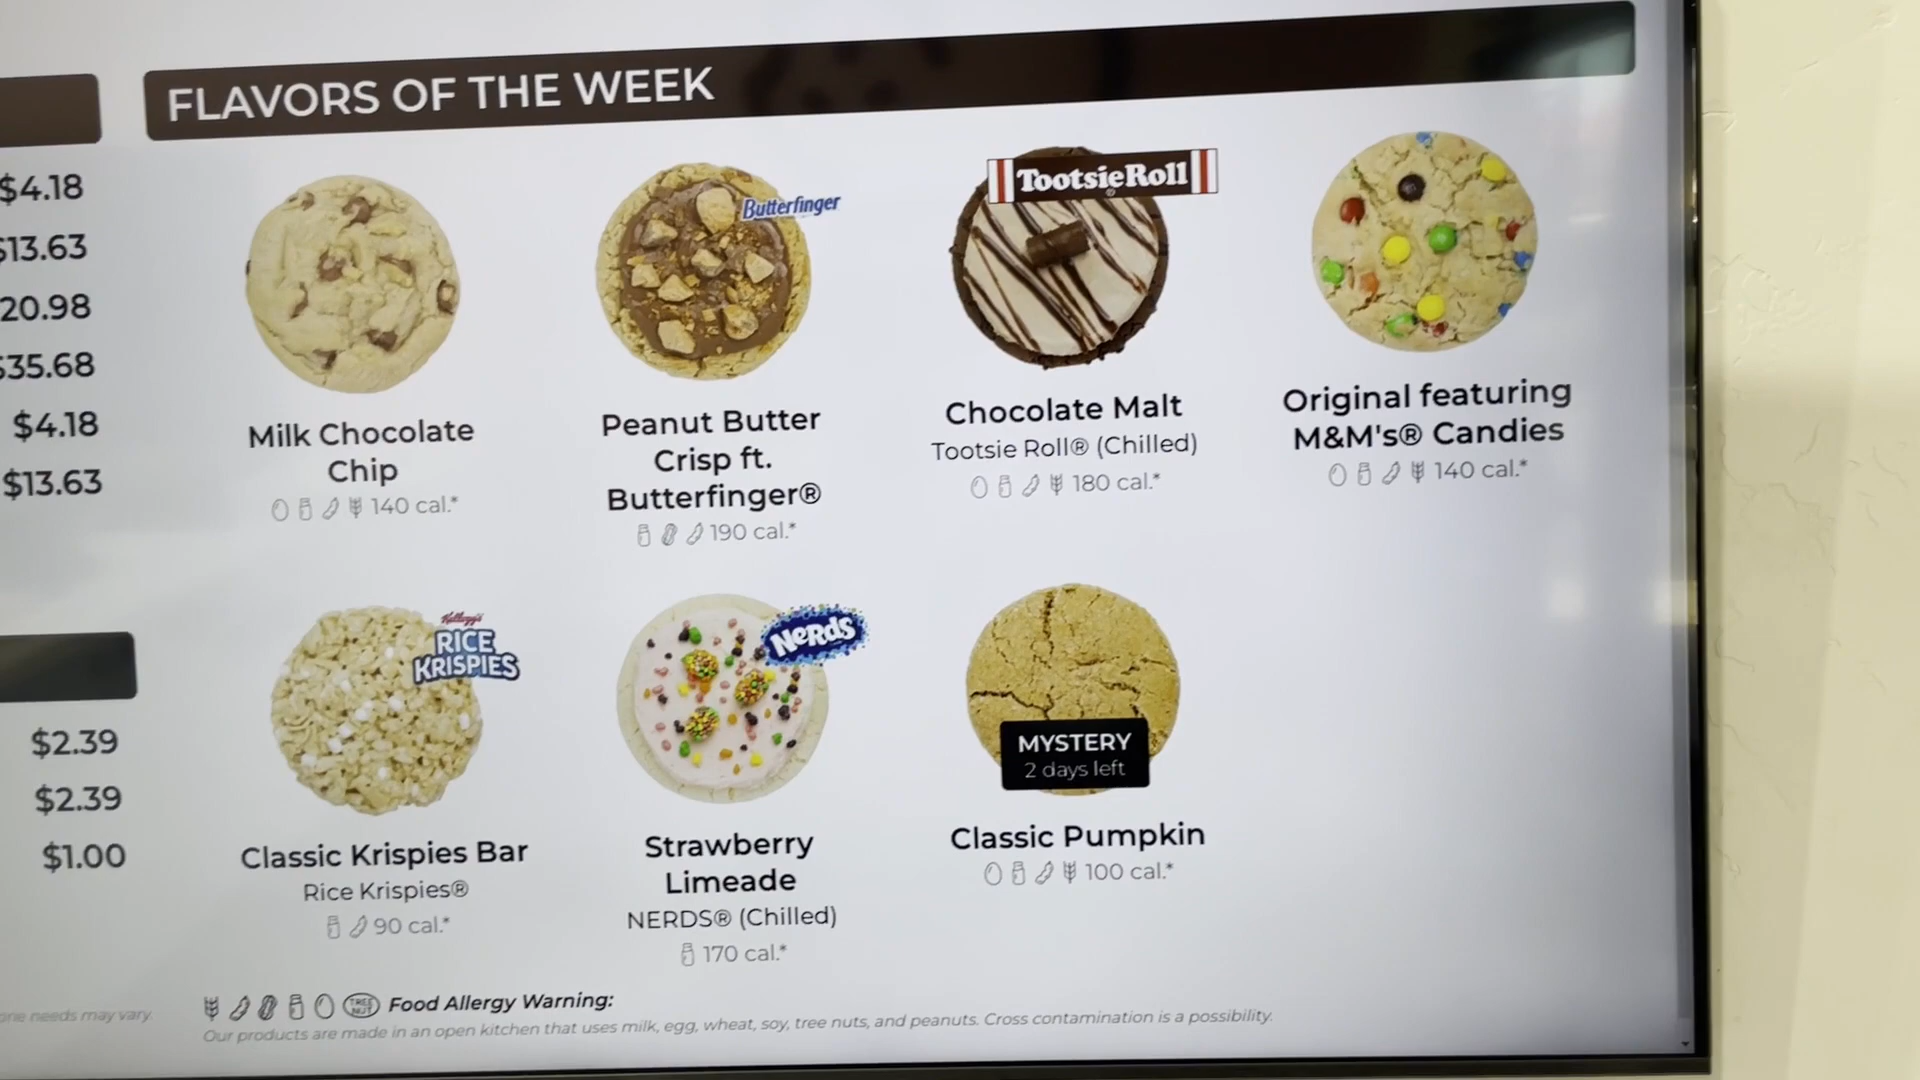 FLAVORS OF THE WEEK
$4.18
$13.63
20.98
$35.68
$4.18
$13.63
Butterfinger
TootsieRoll
Milk Chocolate
Chip
140 cal.*
Peanut Butter
Crisp ft.
Butterfinger®
190 cal.*
Chocolate Malt
Tootsie Roll® (Chilled)
180 cal.*
Original featuring
M&M's® Candies
140 cal.*
$2.39
$2.39
$1.00
Kellogg's
RICE
KRISPIES
NERDS
MYSTERY
2 days left
Classic Krispies Bar
Rice Krispies®
90 cal.*
Strawberry
Limeade
NERDS® (Chilled)
170 cal.*
Classic Pumpkin
100 cal.*
needs may vary.
TREE
NUT
Food Allergy Warning:
Our products are made in an open kitchen that uses milk, egg, wheat, soy, tree nuts, and peanuts. Cross contamination is a possibility.